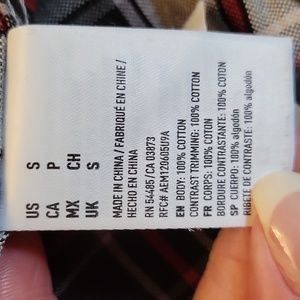 US S
CA P
MX CH
UK S
MADE IN CHINA / FABRIQUÉ EN CHINE /
HECHO EN CHINA
RN 54485 / CA 03873
RFC# AEM120605U9A
EN BODY: 100% COTTON
CONTRAST TRIMMING: 100% COTTON
FR CORPS: 100% COTON
BORDURE CONTRASTANTE: 100% COTON
SP CUERPO: 100% algodón
RIBETE DE CONTRASTE: 100% algodón